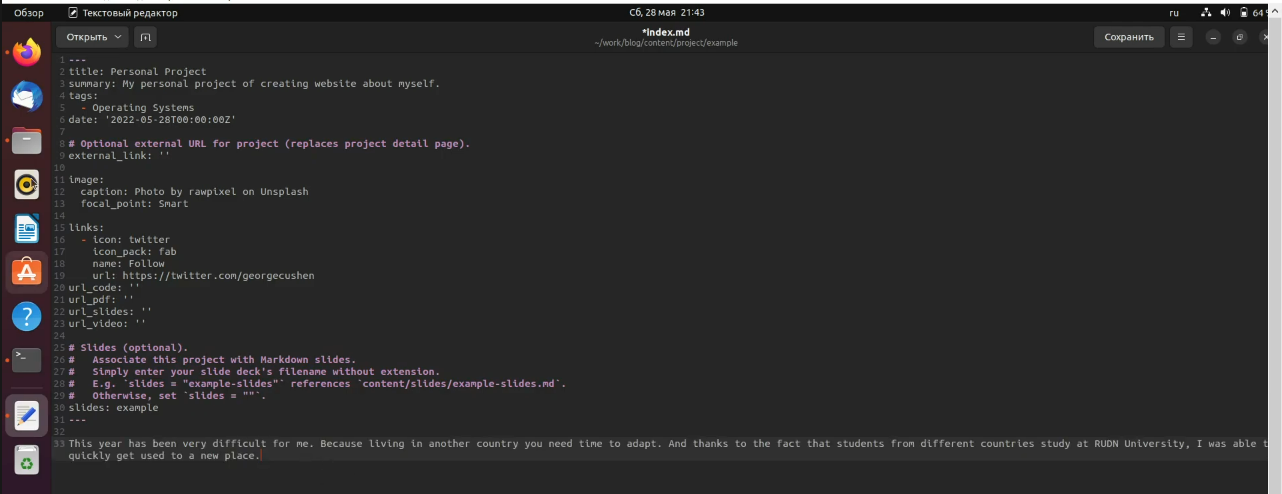 Обзор
Текстовый редактор
Сб, 28 мая 21:43
ru
64
Открыть
*index.md
~/work/blog/content/project/example
Сохранить
1 ---
2 title: Personal Project
3 summary: My personal project of creating website about myself.
4 tags:
5   - Operating Systems
6 date: '2022-05-28T00:00:00Z'
7
8 # Optional external URL for project (replaces project detail page).
9 external_link: ''
10
11 image:
12   caption: Photo by rawpixel on Unsplash
13   focal_point: Smart
14
15 links:
16   - icon: twitter
17     icon_pack: fab
18     name: Follow
19     url: https://twitter.com/georgecushen
20 url_code: ''
21 url_pdf: ''
22 url_slides: ''
23 url_video: ''
24
25 # Slides (optional).
26 #   Associate this project with Markdown slides.
27 #   Simply enter your slide deck's filename without extension.
28 #   E.g. `slides = "example-slides"` references `content/slides/example-slides.md`.
29 #   Otherwise, set `slides = ""`.
30 slides: example
31 ---
32
33 This year has been very difficult for me. Because living in another country you need time to adapt. And thanks to the fact that students from different countries study at RUDN University, I was able t
quickly get used to a new place.